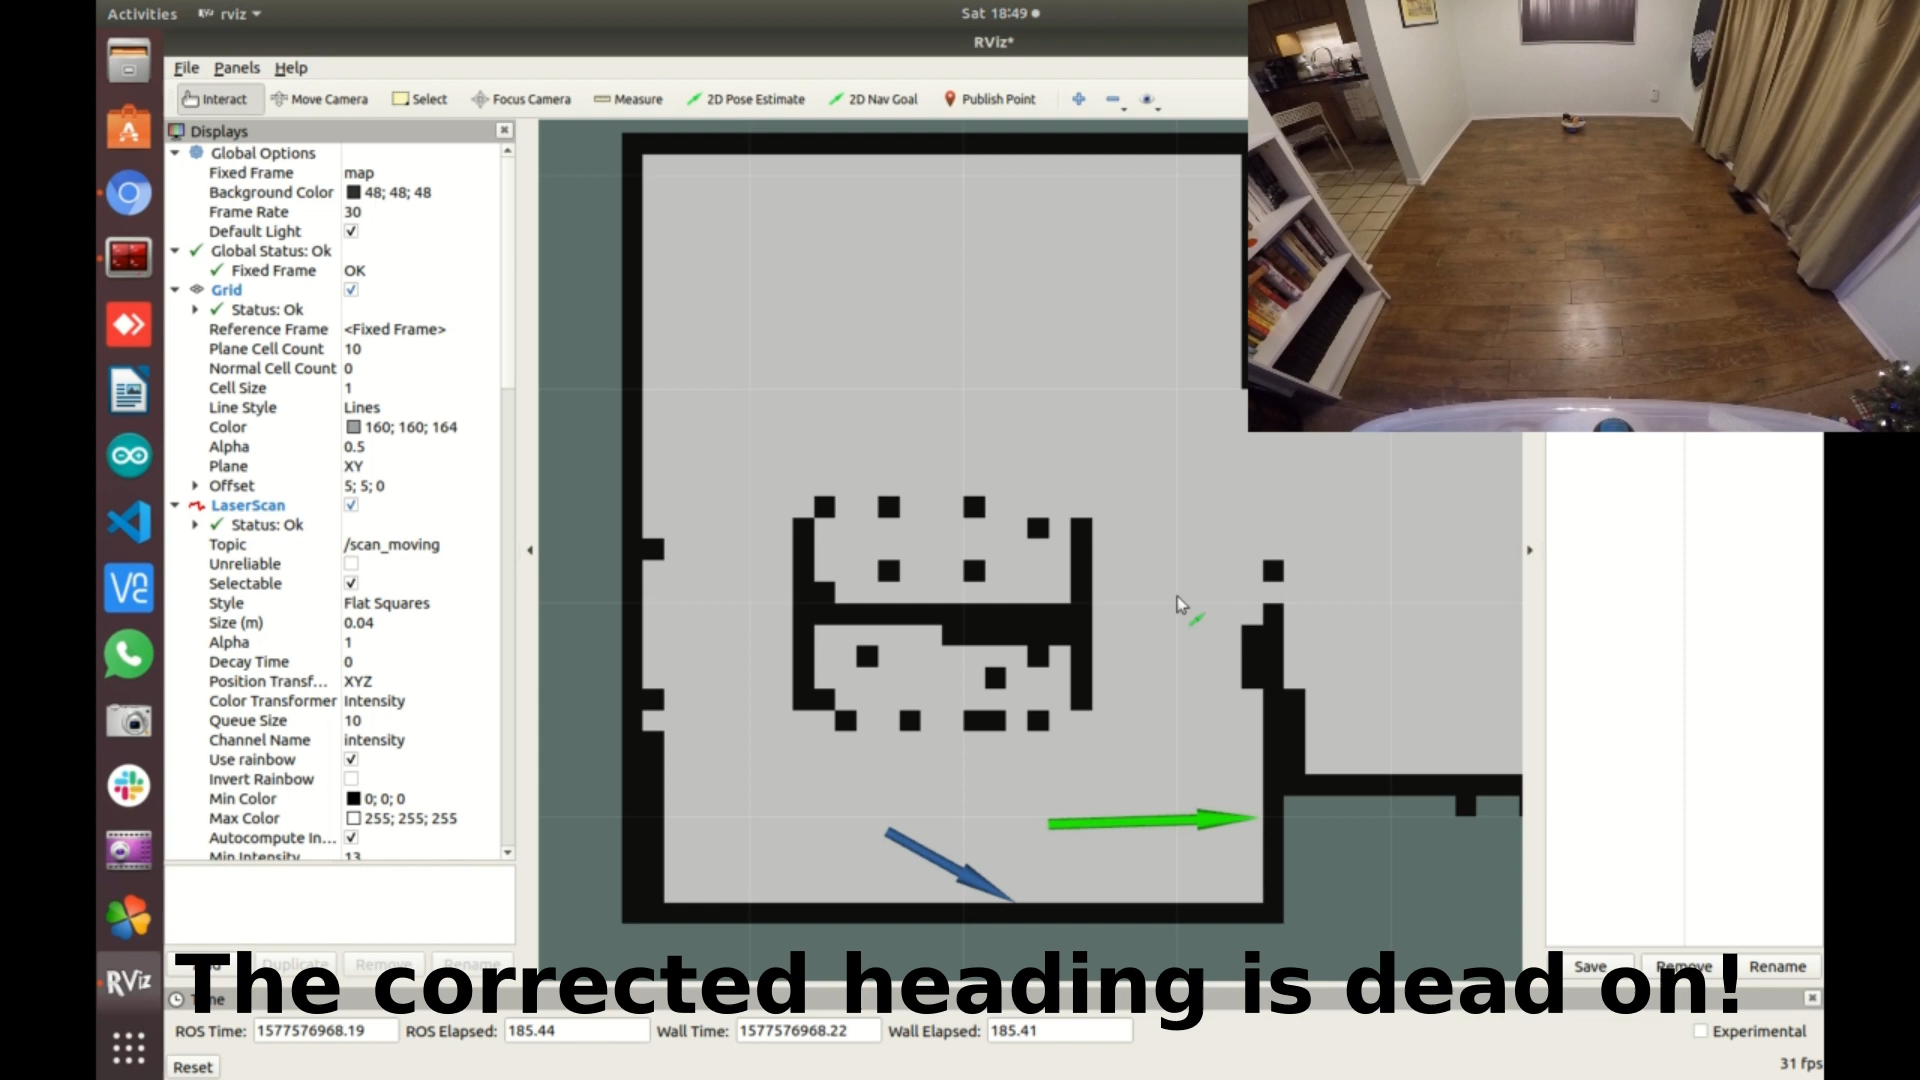 Activities rviz Sat 18:49
RViz*
File Panels Help
Interact Move Camera Select Focus Camera Measure 2D Pose Estimate 2D Nav Goal Publish Point
Displays
Global Options
Fixed Frame map
Background Color 48; 48; 48
Frame Rate 30
Default Light
Global Status: Ok
Fixed Frame OK
Grid
Status: Ok
Reference Frame <Fixed Frame>
Plane Cell Count 10
Normal Cell Count 0
Cell Size 1
Line Style Lines
Color 160; 160; 164
Alpha 0.5
Plane XY
Offset 5; 5; 0
LaserScan
Status: Ok
Topic /scan_moving
Unreliable
Selectable
Style Flat Squares
Size (m) 0.04
Alpha 1
Decay Time 0
Position Transf... XYZ
Color Transformer Intensity
Queue Size 10
Channel Name intensity
Use rainbow
Invert Rainbow
Min Color 0; 0; 0
Max Color 255; 255; 255
Autocompute In...
Min Intensity 13
Duplicate Remove Rename
Save Remove Rename
The corrected heading is dead on!
ROS Time: 1577576968.19 ROS Elapsed: 185.44 Wall Time: 1577576968.22 Wall Elapsed: 185.41 Experimental
Reset 31 fps
RViz